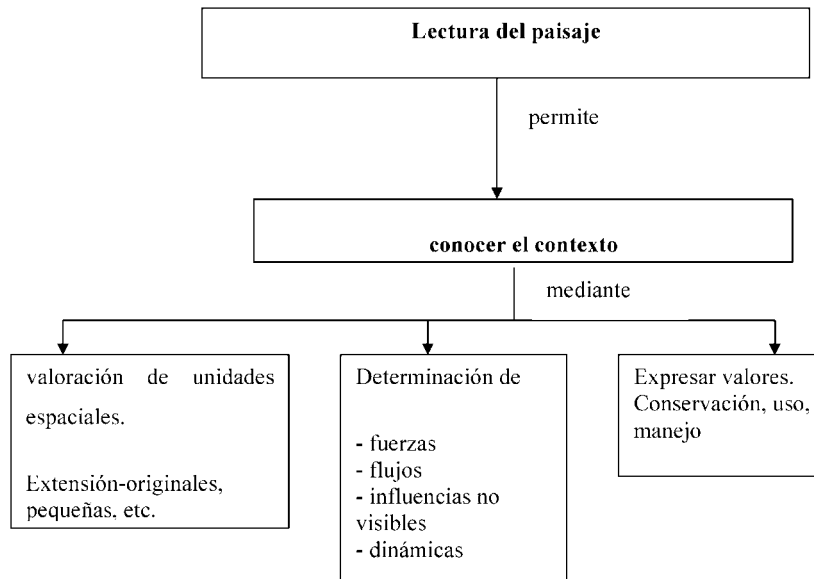 Lectura del paisaje
permite
conocer el contexto
mediante
valoración de unidades
espaciales.
Extensión-originales,
pequeñas, etc.
Determinación de
- fuerzas
- flujos
- influencias no
visibles
- dinámicas
Expresar valores.
Conservación, uso,
manejo